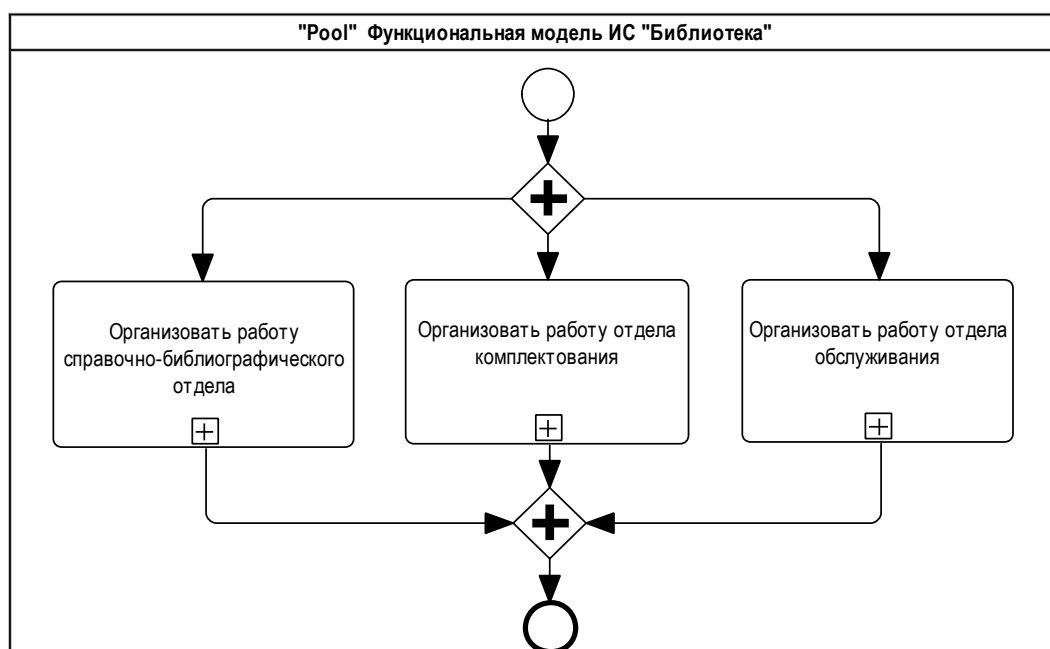 "Pool" Функциональная модель ИС "Библиотека"
Организовать работу
справочно-библиографического
отдела
Организовать работу отдела
комплектования
Организовать работу отдела
обслуживания